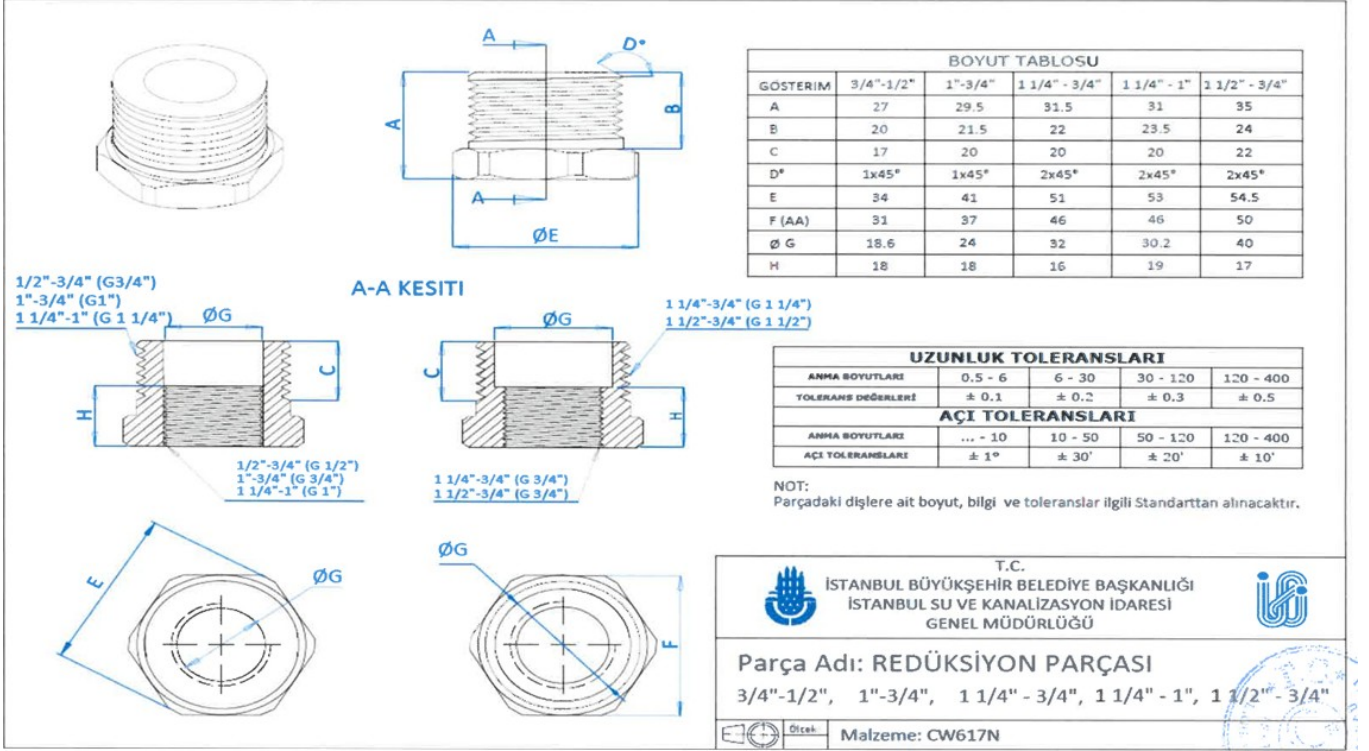 A
D°
A
B
A
ØE
BOYUT TABLOSU
GÖSTERIM 3/4"-1/2" 1"-3/4" 1 1/4" - 3/4" 1 1/4" - 1" 1 1/2" - 3/4"
A 27 29.5 31.5 31 35
B 20 21.5 22 23.5 24
C 17 20 20 20 22
D° 1x45° 1x45° 2x45° 2x45° 2x45°
E 34 41 51 53 54.5
F (AA) 31 37 46 46 50
Ø G 18.6 24 32 30.2 40
H 18 18 16 19 17
1/2"-3/4" (G3/4")
1"-3/4" (G1")
1 1/4"-1" (G 1 1/4")
A-A KESITI
ØG
C
H
1/2"-3/4" (G 1/2")
1"-3/4" (G 3/4")
1 1/4"-1" (G 1")
1 1/4"-3/4" (G 1 1/4")
1 1/2"-3/4" (G 1 1/2")
ØG
C
H
1 1/4"-3/4" (G 3/4")
1 1/2"-3/4" (G 3/4")
UZUNLUK TOLERANSLARI
ANMA BOYUTLARI 0.5 - 6 6 - 30 30 - 120 120 - 400
TOLERANS DEĞERLERİ ± 0.1 ± 0.2 ± 0.3 ± 0.5
AÇI TOLERANSLARI
ANMA BOYUTLARI ... - 10 10 - 50 50 - 120 120 - 400
AÇI TOLERANSLARI ± 1° ± 30' ± 20' ± 10'
NOT:
Parçadaki dişlere ait boyut, bilgi ve toleranslar ilgili Standarttan alınacaktır.
E
ØG
ØG
F
T.C.
İSTANBUL BÜYÜKŞEHİR BELEDİYE BAŞKANLIĞI
İSTANBUL SU VE KANALİZASYON İDARESİ
GENEL MÜDÜRLÜĞÜ
Parça Adı: REDÜKSİYON PARÇASI
3/4"-1/2", 1"-3/4", 1 1/4" - 3/4", 1 1/4" - 1", 1 1/2" - 3/4"
Ölçek: Malzeme: CW617N